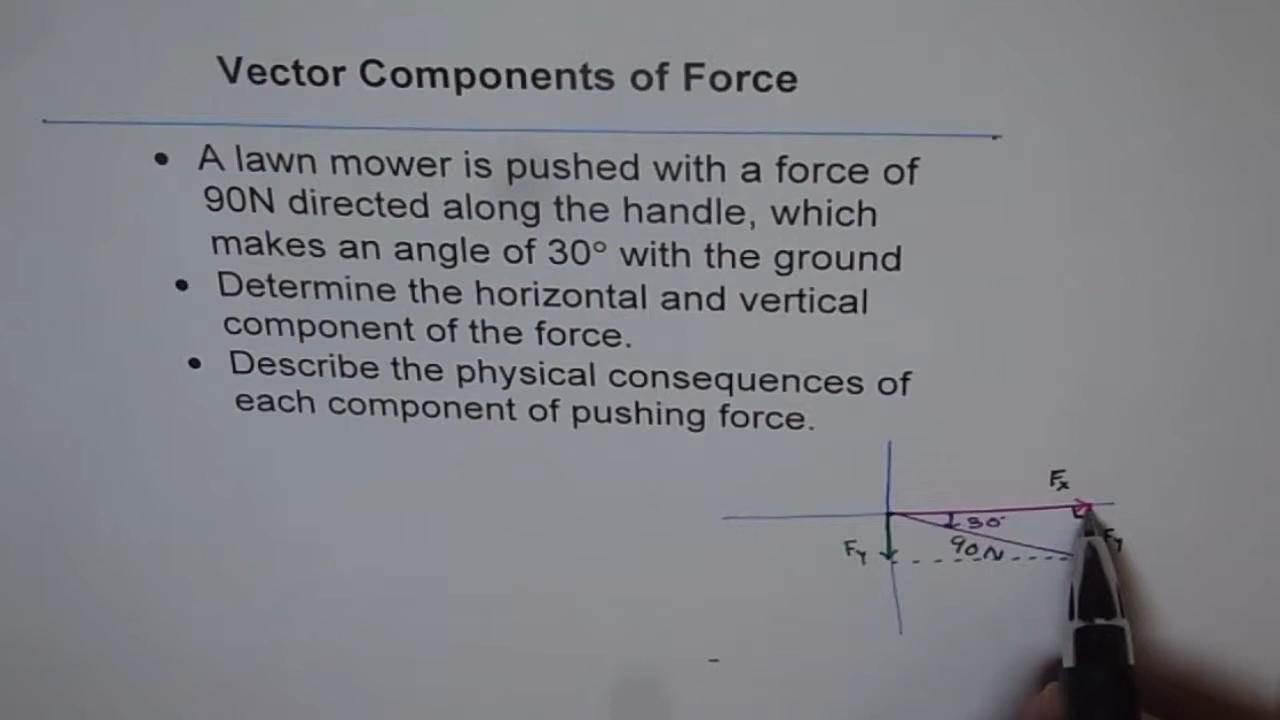 Vector Components of Force
• A lawn mower is pushed with a force of
90N directed along the handle, which
makes an angle of 30° with the ground
• Determine the horizontal and vertical
component of the force.
• Describe the physical consequences of
each component of pushing force.
Fx
30°
Fy
90N
Fy